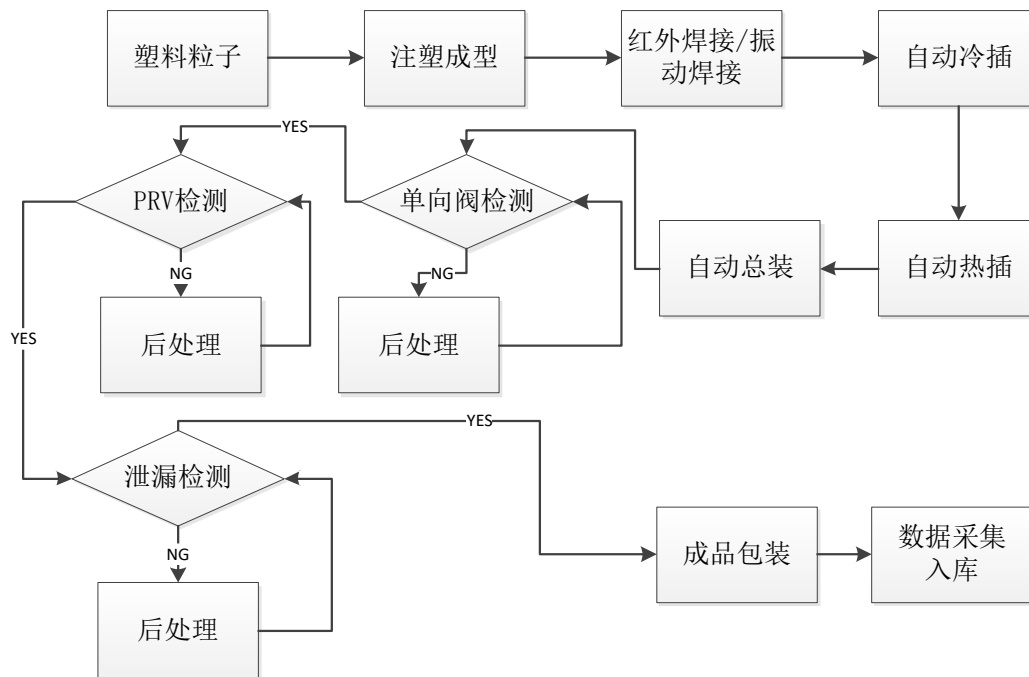 塑料粒子
注塑成型
红外焊接/振
动焊接
自动冷插
YES
PRV检测
单向阀检测
自动总装
自动热插
NG
NG
后处理
后处理
YES
YES
泄漏检测
NG
成品包装
数据采集
入库
后处理